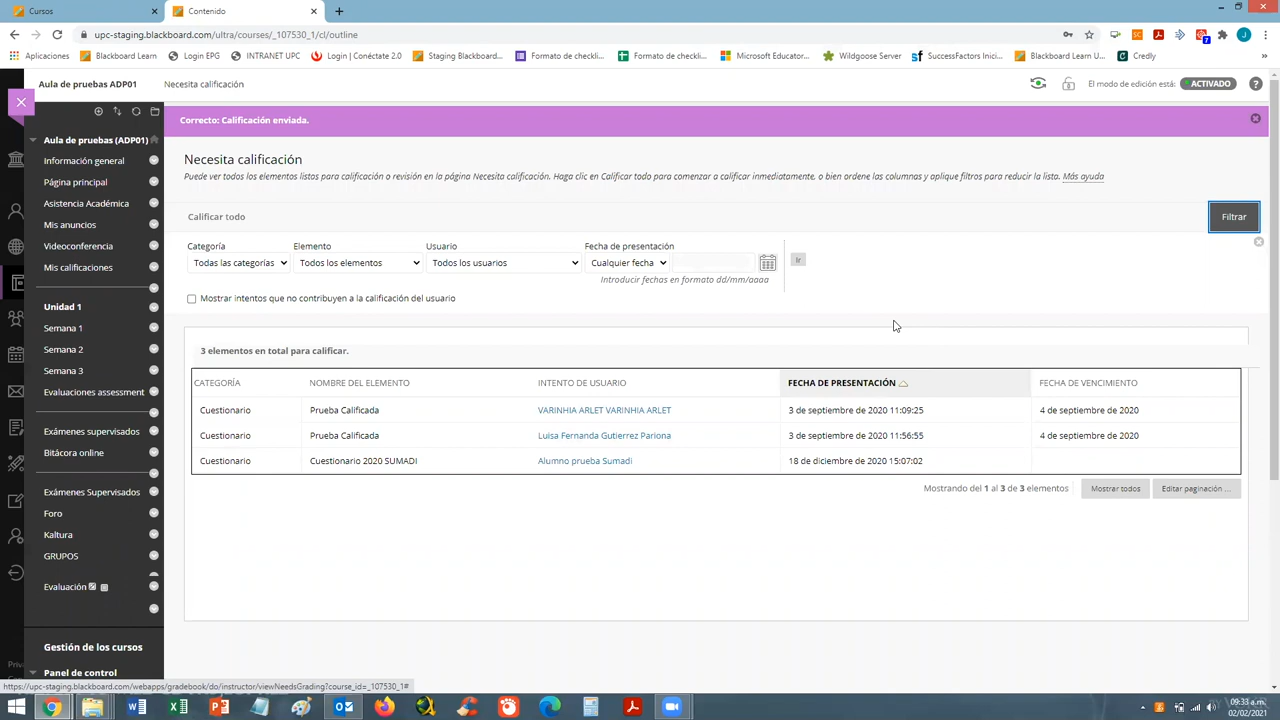 Cursos
Contenido
upc-staging.blackboard.com/ultra/courses/_107530_1/cl/outline
Aplicaciones
Blackboard Learn
Login EPG
INTRANET UPC
Login | Conéctate 2.0
Staging Blackboard...
Formato de checkli...
Formato de checkli...
Microsoft Educator...
Wildgoose Server
SuccessFactors Inici...
Blackboard Learn U...
Credly
Aula de pruebas ADP01
Necesita calificación
El modo de edición está: ACTIVADO
Correcto: Calificación enviada.
Aula de pruebas (ADP01)
Información general
Página principal
Asistencia Académica
Mis anuncios
Videoconferencia
Mis calificaciones
Unidad 1
Semana 1
Semana 2
Semana 3
Evaluaciones assessment
Exámenes supervisados
Bitácora online
Exámenes Supervisados
Foro
Kaltura
GRUPOS
Evaluación
Gestión de los cursos
Panel de control
Necesita calificación
Puede ver todos los elementos listos para calificación o revisión en la página Necesita calificación. Haga clic en Calificar todo para comenzar a calificar inmediatamente, o bien ordene las columnas y aplique filtros para reducir la lista. Más ayuda
Calificar todo
Filtrar
Categoría
Elemento
Usuario
Fecha de presentación
Todas las categorías
Todos los elementos
Todos los usuarios
Cualquier fecha
Ir
Introducir fechas en formato dd/mm/aaaa
Mostrar intentos que no contribuyen a la calificación del usuario
3 elementos en total para calificar.
CATEGORÍA NOMBRE DEL ELEMENTO INTENTO DE USUARIO FECHA DE PRESENTACIÓN FECHA DE VENCIMIENTO
Cuestionario Prueba Calificada VARINHIA ARLET VARINHIA ARLET 3 de septiembre de 2020 11:09:25 4 de septiembre de 2020
Cuestionario Prueba Calificada Luisa Fernanda Gutierrez Pariona 3 de septiembre de 2020 11:56:55 4 de septiembre de 2020
Cuestionario Cuestionario 2020 SUMADI Alumno prueba Sumadi 18 de diciembre de 2020 15:07:02
Mostrando del 1 al 3 de 3 elementos
Mostrar todos
Editar paginación ...
https://upc-staging.blackboard.com/webapps/gradebook/do/instructor/viewNeedsGrading?course_id=_107530_1#
09:33 a.m.
02/02/2021